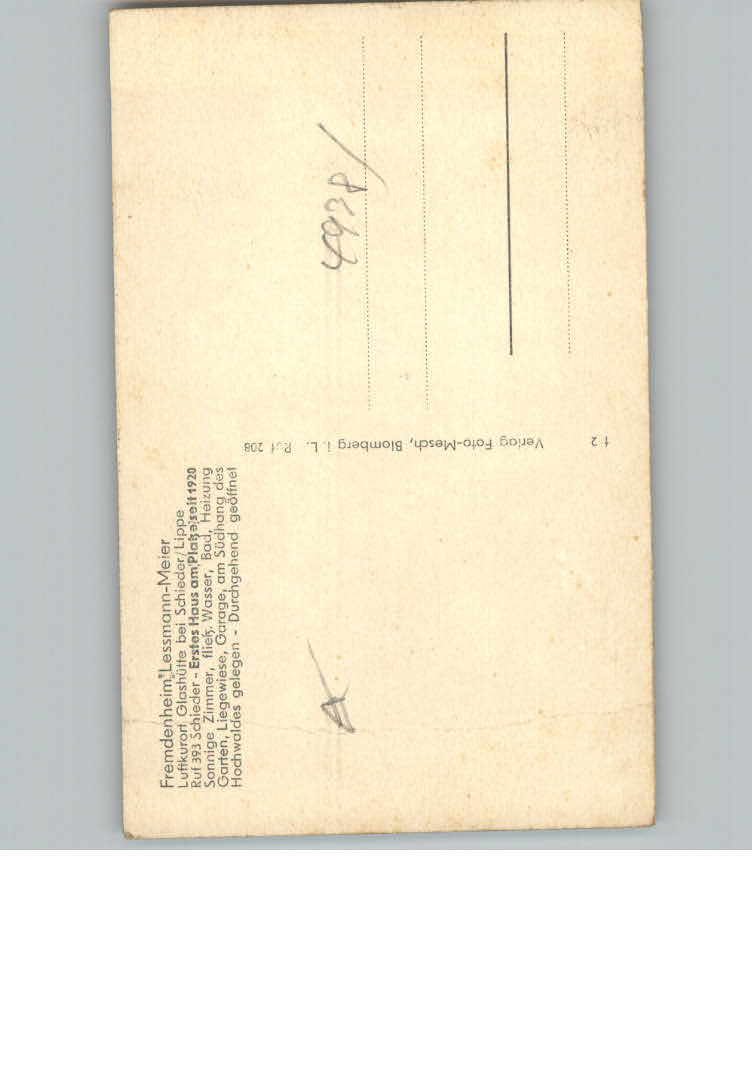 Fremdenheim Lessmann-Meier
Luftkurort Glashütte bei Schieder/Lippe
Ruf 393 Schieder - Erstes Haus am Platze seit 1920
Sonnige Zimmer, fließ. Wasser, Bad, Heizung
Garten, Liegewiese, Garage, am Südhang des
Hochwaldes gelegen - Durchgehend geöffnet
Verlag Foto-Mesch, Blomberg i. L. Ruf 208
4938/